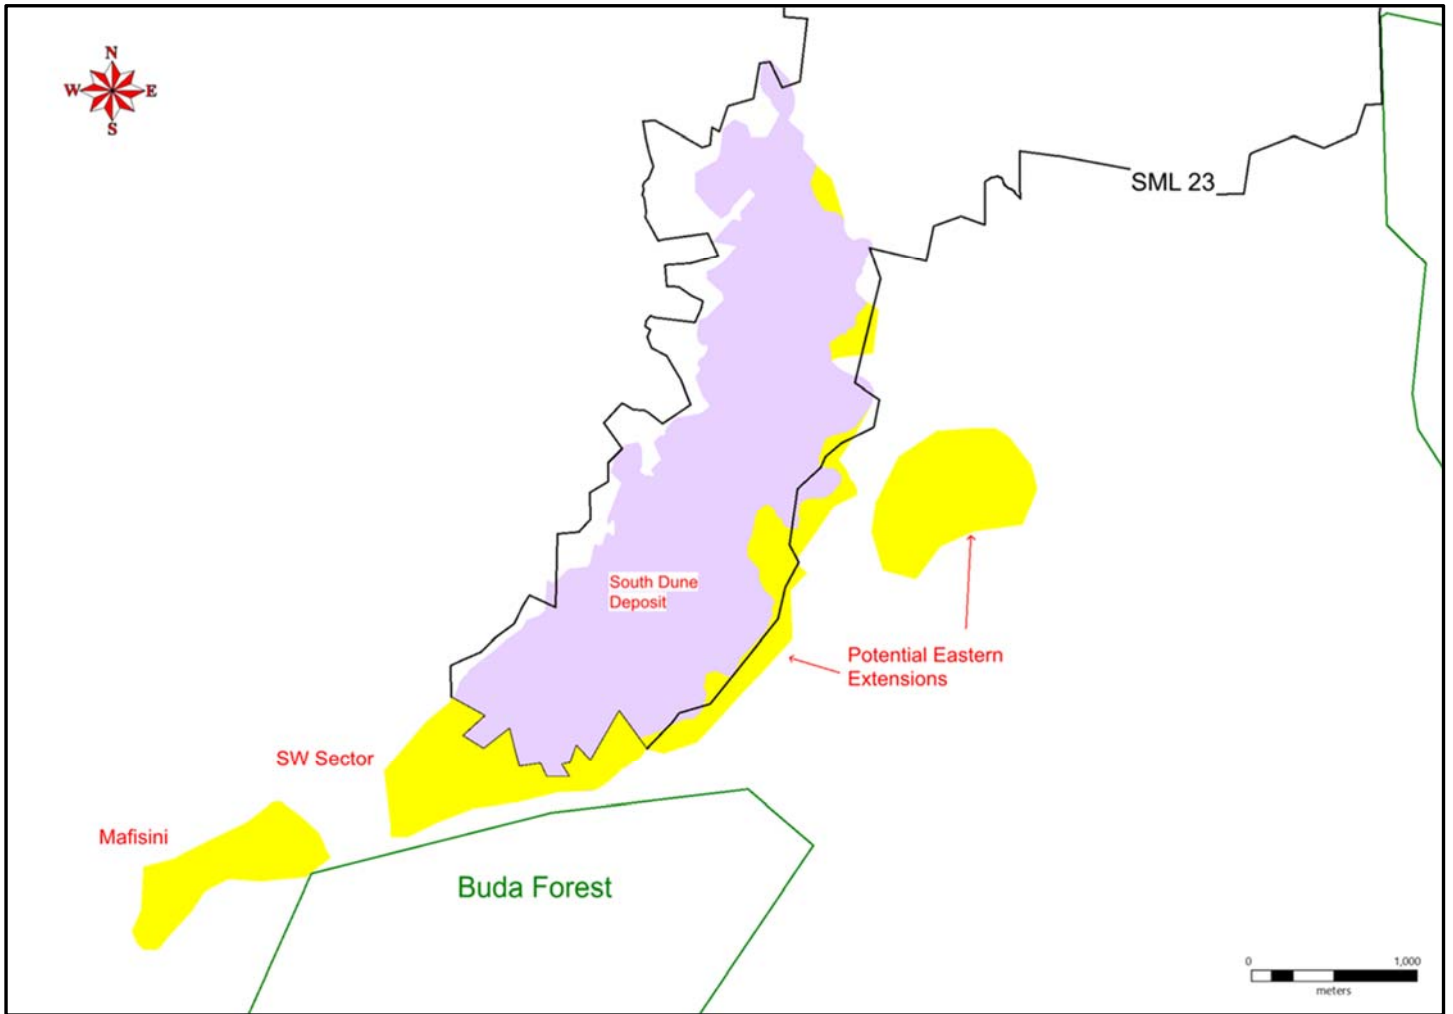 N
W E
S
SML 23
South Dune
Deposit
Potential Eastern
Extensions
SW Sector
Mafisini
Buda Forest
0 1,000
meters